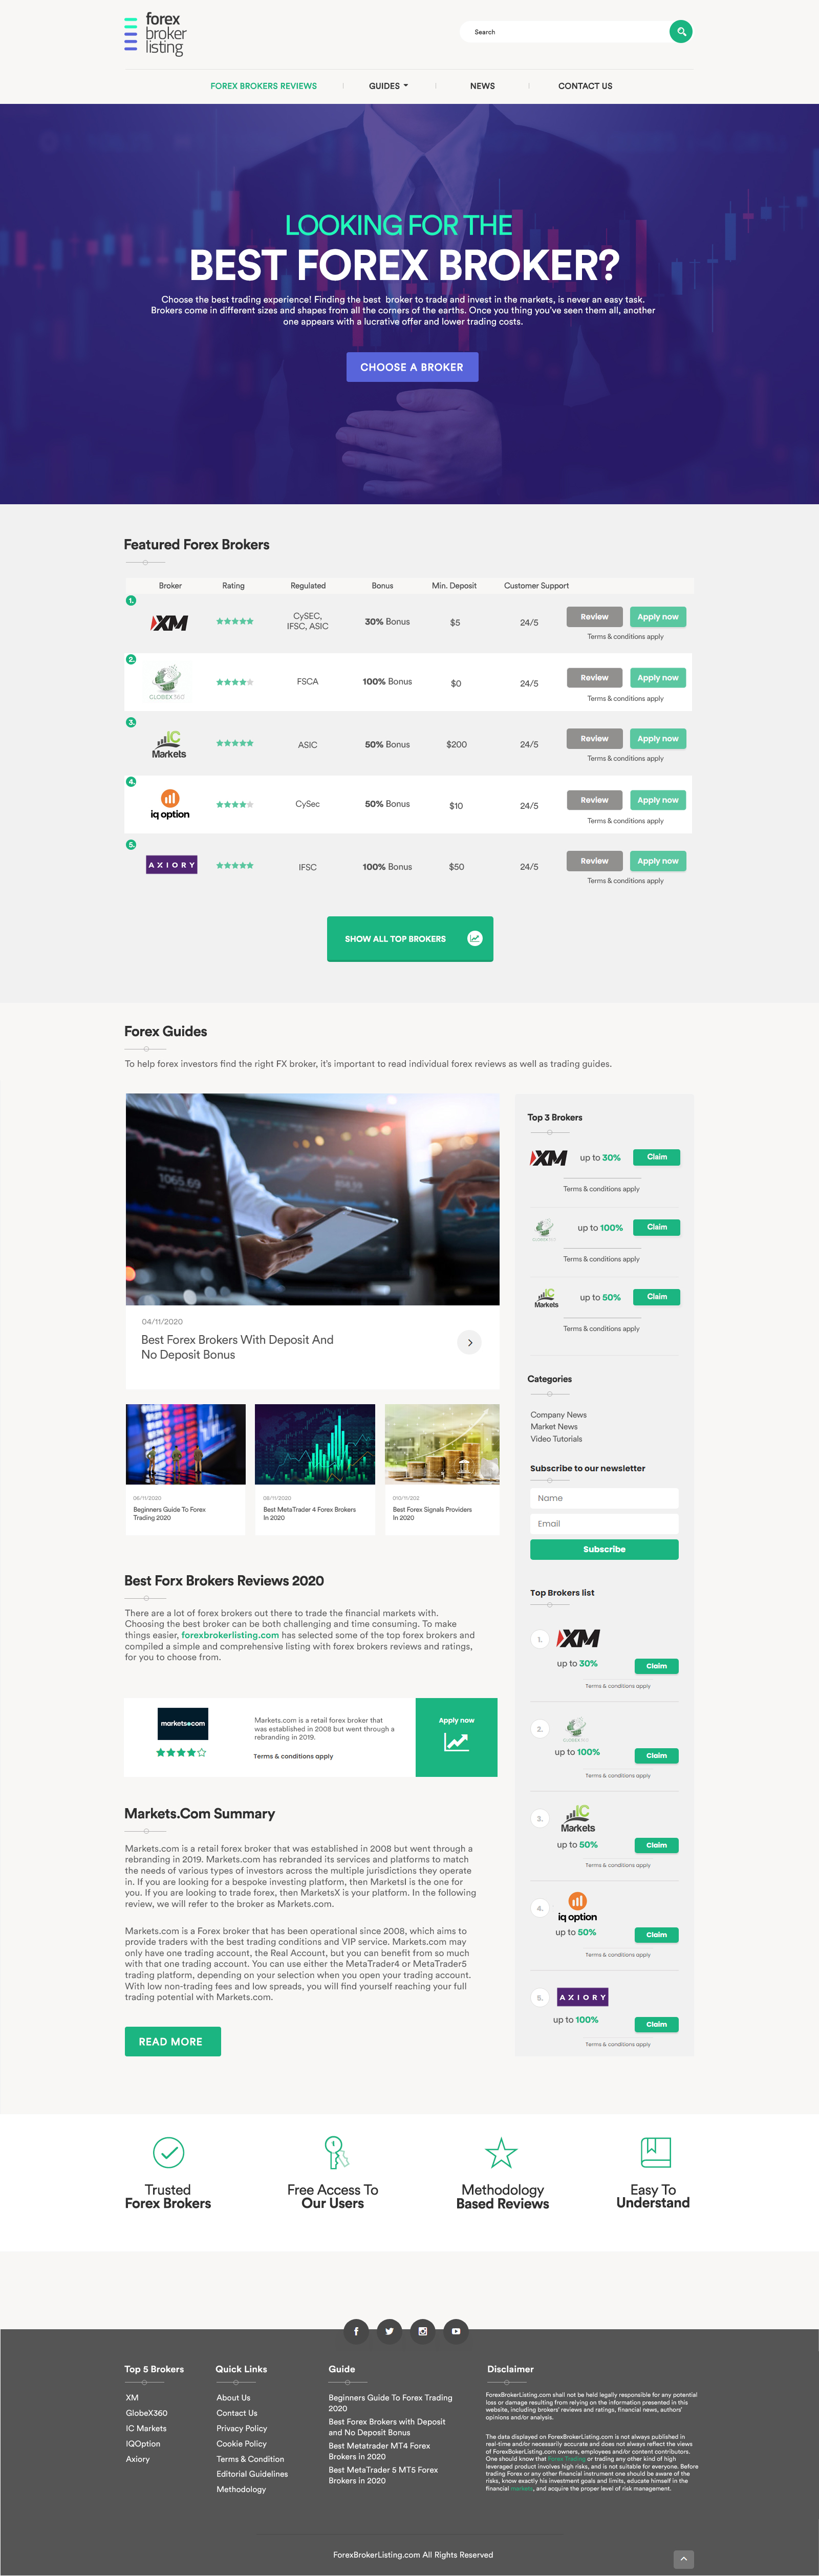 forex
broker
listing
Search
FOREX BROKERS REVIEWS
GUIDES
NEWS
CONTACT US
LOOKING FOR THE
BEST FOREX BROKER?
Choose the best trading experience! Finding the best broker to trade and invest in the markets, is never an easy task.
Brokers come in different sizes and shapes from all the corners of the earths. Once you thing you've seen them all, another
one appears with a lucrative offer and lower trading costs.
CHOOSE A BROKER
Featured Forex Brokers
Broker Rating Regulated Bonus Min. Deposit Customer Support
1.
XM
CySEC,
IFSC, ASIC
30% Bonus
$5
24/5
Review
Apply now
Terms & conditions apply
2.
GLOBEX360
FSCA
100% Bonus
$0
24/5
Review
Apply now
Terms & conditions apply
3.
IC
Markets
ASIC
50% Bonus
$200
24/5
Review
Apply now
Terms & conditions apply
4.
iq option
CySec
50% Bonus
$10
24/5
Review
Apply now
Terms & conditions apply
5.
AXIORY
IFSC
100% Bonus
$50
24/5
Review
Apply now
Terms & conditions apply
SHOW ALL TOP BROKERS
Forex Guides
To help forex investors find the right FX broker, it's important to read individual forex reviews as well as trading guides.
04/11/2020
Best Forex Brokers With Deposit And
No Deposit Bonus
06/11/2020
Beginners Guide To Forex
Trading 2020
08/11/2020
Best MetaTrader 4 Forex Brokers
In 2020
010/11/202
Best Forex Signals Providers
In 2020
Best Forx Brokers Reviews 2020
There are a lot of forex brokers out there to trade the financial markets with.
Choosing the best broker can be both challenging and time consuming. To make
things easier, forexbrokerlisting.com has selected some of the top forex brokers and
compiled a simple and comprehensive listing with forex brokers reviews and ratings,
for you to choose from.
markets.com
Markets.com is a retail forex broker that
was established in 2008 but went through a
rebranding in 2019.
Terms & conditions apply
Apply now
Markets.Com Summary
Markets.com is a retail forex broker that was established in 2008 but went through a
rebranding in 2019. Markets.com has rebranded its services and platforms to match
the needs of various types of investors across the multiple jurisdictions they operate
in. If you are looking for a bespoke investing platform, then MarketsI is the one for
you. If you are looking to trade forex, then MarketsX is your platform. In the following
review, we will refer to the broker as Markets.com.
Markets.com is a Forex broker that has been operational since 2008, which aims to
provide traders with the best trading conditions and VIP service. Markets.com may
only have one trading account, the Real Account, but you can benefit from so much
with that one trading account. You can use either the MetaTrader4 or MetaTrader5
trading platform, depending on your selection when you open your trading account.
With low non-trading fees and low spreads, you will find yourself reaching your full
trading potential with Markets.com.
READ MORE
Top 3 Brokers
XM
up to 30%
Claim
Terms & conditions apply
up to 100%
Claim
Terms & conditions apply
IC
Markets
up to 50%
Claim
Terms & conditions apply
Categories
Company News
Market News
Video Tutorials
Subscribe to our newsletter
Name
Email
Subscribe
Top Brokers list
1.
XM
up to 30%
Claim
Terms & conditions apply
2.
GLOBEX360
up to 100%
Claim
Terms & conditions apply
3.
IC
Markets
up to 50%
Claim
Terms & conditions apply
4.
iq option
up to 50%
Claim
Terms & conditions apply
5.
AXIORY
up to 100%
Claim
Terms & conditions apply
Trusted
Forex Brokers
Free Access To
Our Users
Methodology
Based Reviews
Easy To
Understand
Top 5 Brokers
XM
GlobeX360
IC Markets
IQOption
Axiory
Quick Links
About Us
Contact Us
Privacy Policy
Cookie Policy
Terms & Condition
Editorial Guidelines
Methodology
Guide
Beginners Guide To Forex Trading
2020
Best Forex Brokers with Deposit
and No Deposit Bonus
Best Metatrader MT4 Forex
Brokers in 2020
Best MetaTrader 5 MT5 Forex
Brokers in 2020
Disclaimer
ForexBrokerListing.com shall not be held legally responsible for any potential
loss or damage resulting from relying on the information presented in this
website, including brokers' reviews and ratings, financial news, authors'
opinions and/or analysis.
The data displayed on ForexBrokerListing.com is not always published in
real-time and/or necessarily accurate and does not always reflect the views
of ForexBokerListing.com owners, employees and/or content contributors.
One should know that Forex Trading or trading any other kind of high
leveraged product involves high risks, and is not suitable for everyone. Before
trading Forex or any other financial instrument one should be aware of the
risks, know exactly his investment goals and limits, educate himself in the
financial markets, and acquire the proper level of risk management.
ForexBrokerListing.com All Rights Reserved